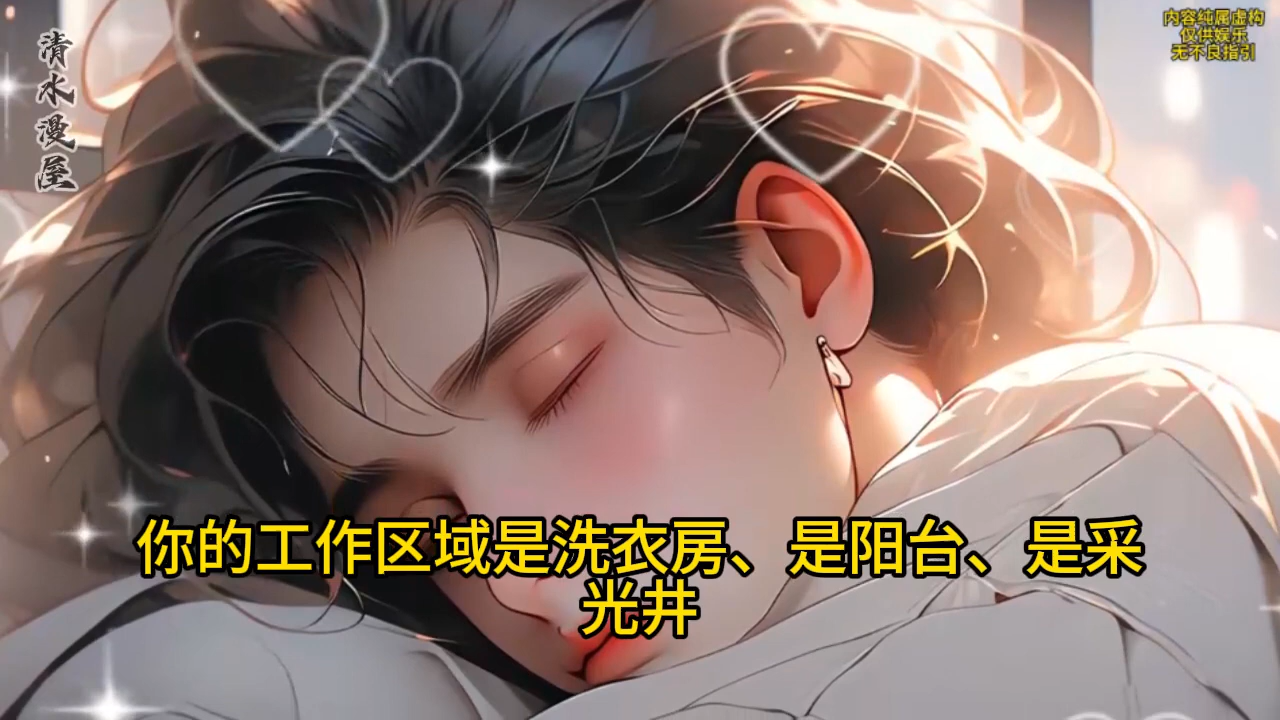 清水漫屋
内容纯属虚构
仅供娱乐
无不良指引
你的工作区域是洗衣房、是阳台、是采
光井